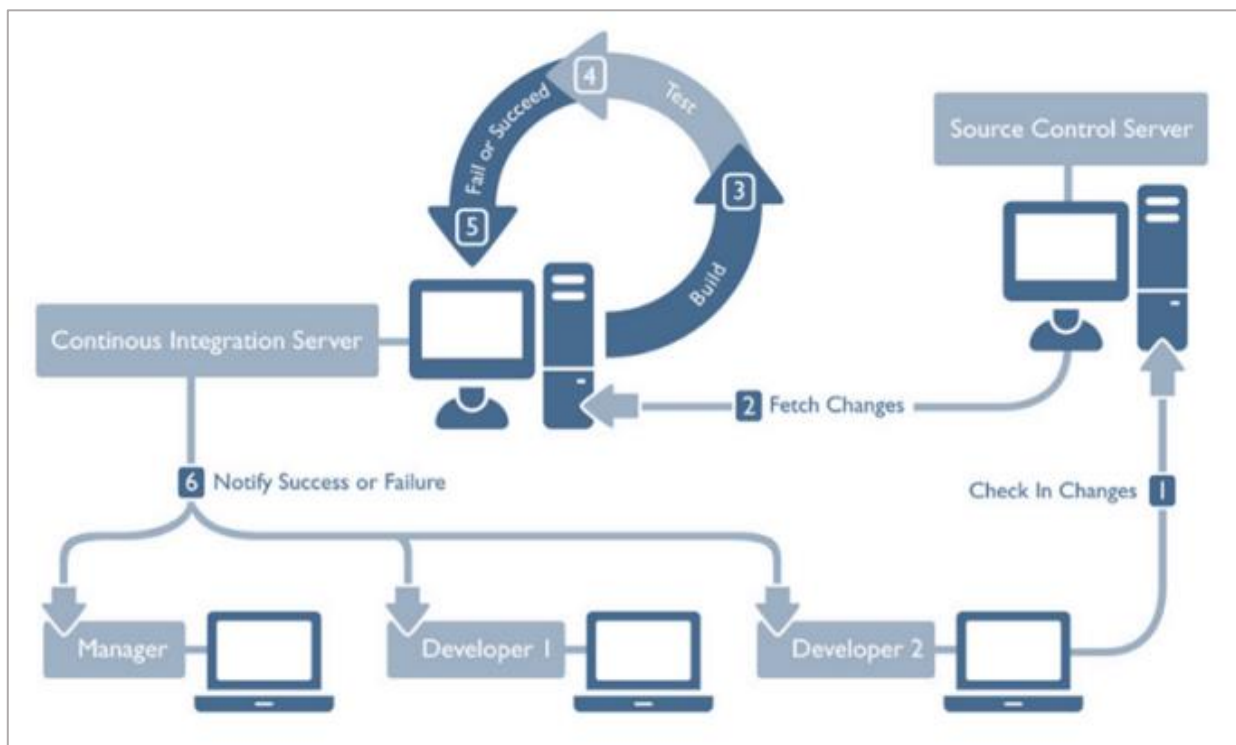 4
Test
Fail or Succeed
Source Control Server
3
5
Build
Continous Integration Server
2 Fetch Changes
6 Notify Success or Failure
Check In Changes 1
Manager
Developer 1
Developer 2